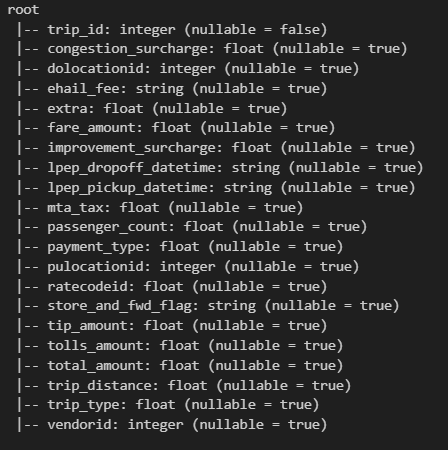 root
 |-- trip_id: integer (nullable = false)
 |-- congestion_surcharge: float (nullable = true)
 |-- dolocationid: integer (nullable = true)
 |-- ehail_fee: string (nullable = true)
 |-- extra: float (nullable = true)
 |-- fare_amount: float (nullable = true)
 |-- improvement_surcharge: float (nullable = true)
 |-- lpep_dropoff_datetime: string (nullable = true)
 |-- lpep_pickup_datetime: string (nullable = true)
 |-- mta_tax: float (nullable = true)
 |-- passenger_count: float (nullable = true)
 |-- payment_type: float (nullable = true)
 |-- pulocationid: integer (nullable = true)
 |-- ratecodeid: float (nullable = true)
 |-- store_and_fwd_flag: string (nullable = true)
 |-- tip_amount: float (nullable = true)
 |-- tolls_amount: float (nullable = true)
 |-- total_amount: float (nullable = true)
 |-- trip_distance: float (nullable = true)
 |-- trip_type: float (nullable = true)
 |-- vendorid: integer (nullable = true)